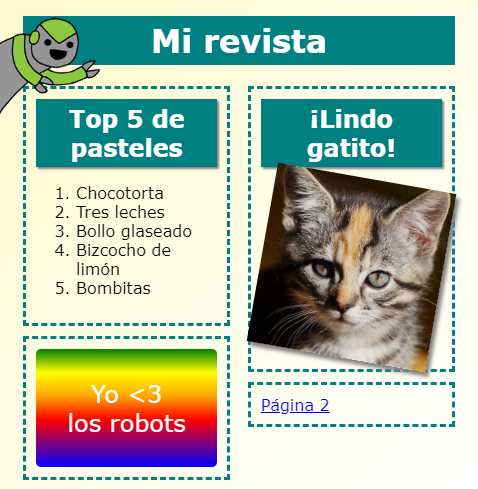 Mi revista
Top 5 de
pasteles
1. Chocotorta
2. Tres leches
3. Bollo glaseado
4. Bizcocho de
limón
5. Bombitas
Yo <3
los robots
¡Lindo
gatito!
Página 2